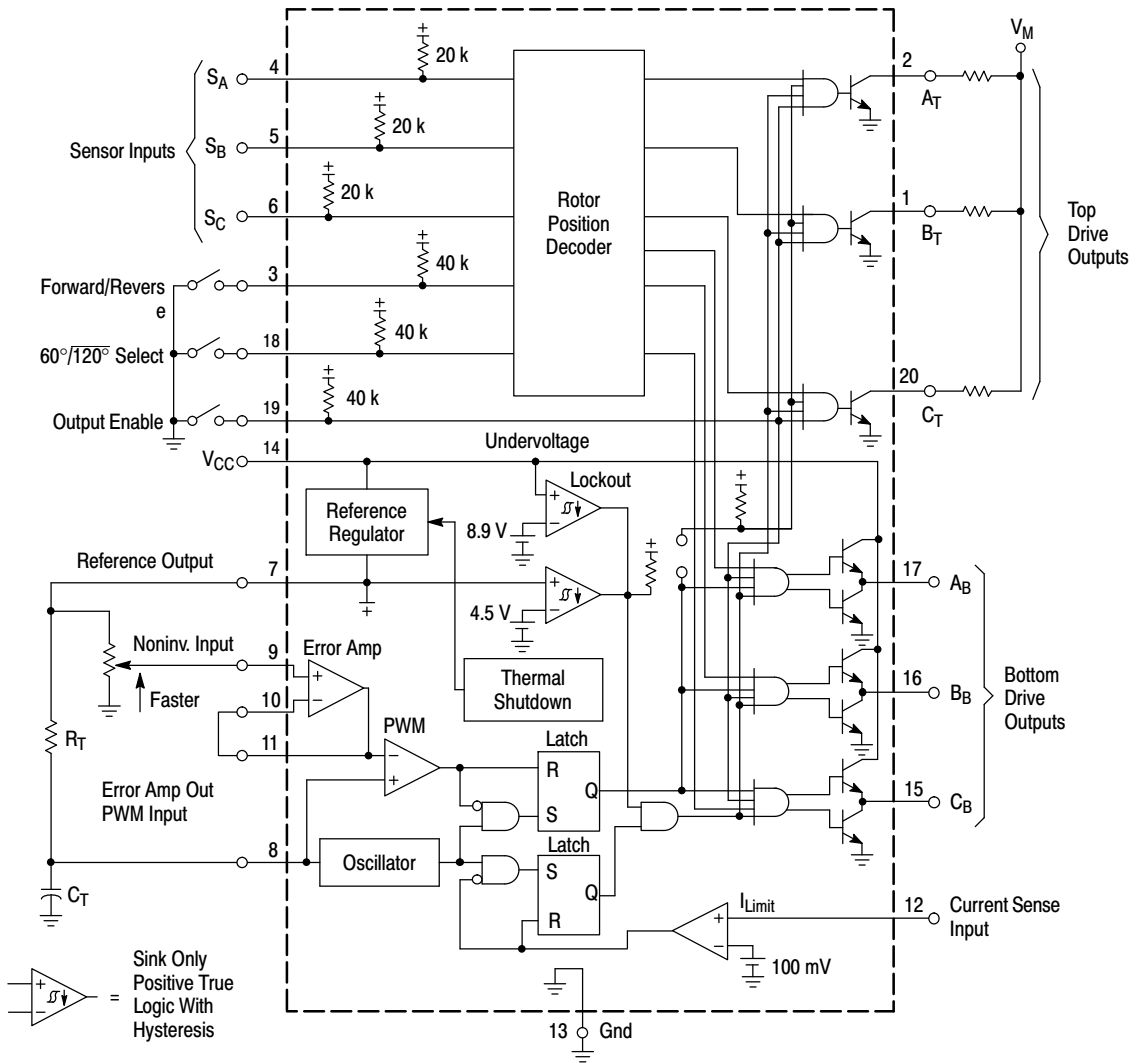 V_M
20 k
4
S_A
2
A_T
20 k
5
S_B
Sensor Inputs
20 k
6
S_C
Rotor
Position
Decoder
1
B_T
Top
Drive
Outputs
40 k
3
Forward/Revers
e
40 k
18
60°/1̅2̅0̅°̅ Select
40 k
19
Output Enable
20
C_T
14
V_CC
Undervoltage
Lockout
Reference
Regulator
8.9 V
Reference Output
7
4.5 V
17
A_B
Noninv. Input
9
Error Amp
Thermal
Shutdown
Faster
10
16
B_B
Bottom
Drive
Outputs
11
PWM
R_T
Latch
R
Q
S
15
C_B
Error Amp Out
PWM Input
8
Oscillator
Latch
S
Q
R
C_T
I_Limit
12
Current Sense
Input
100 mV
=
Sink Only
Positive True
Logic With
Hysteresis
13
Gnd